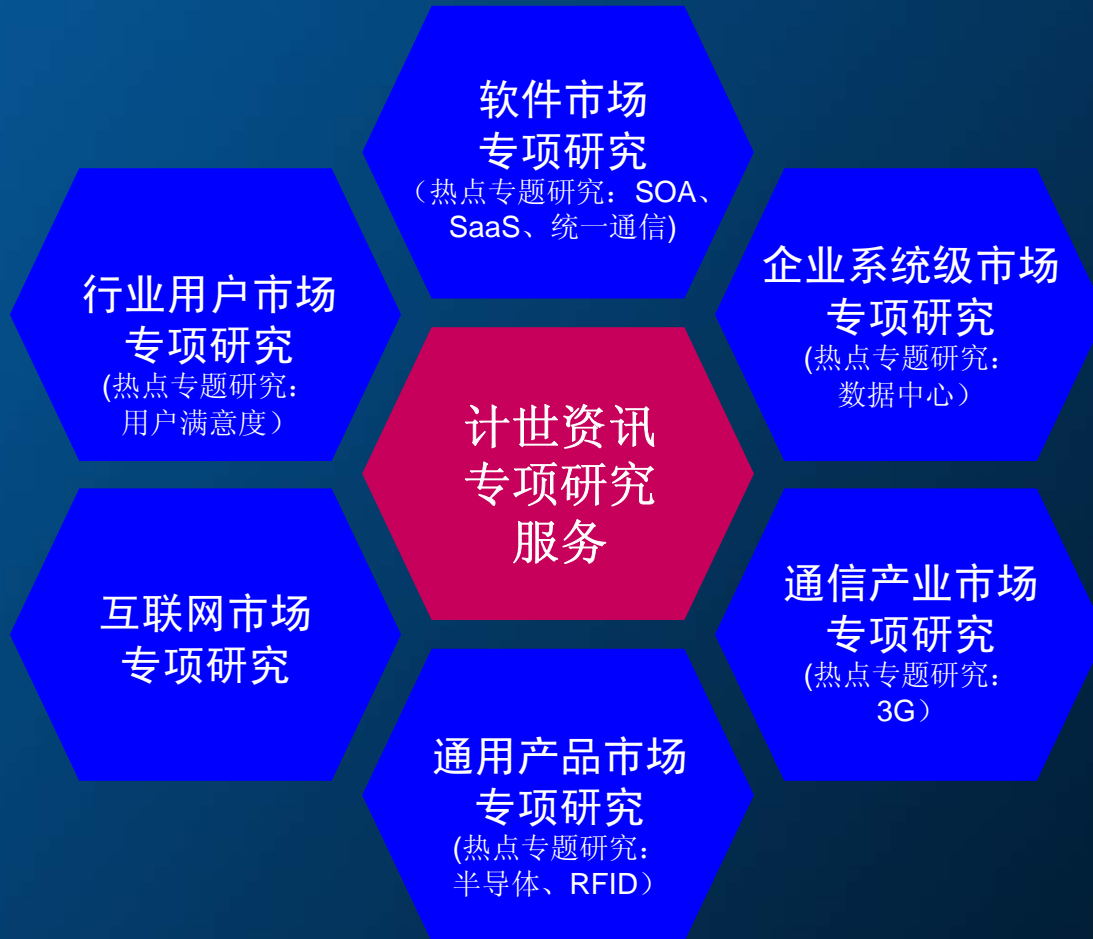 软件市场
专项研究
（热点专题研究：SOA、
SaaS、统一通信)
行业用户市场
专项研究
(热点专题研究：
用户满意度）
企业系统级市场
专项研究
(热点专题研究：
数据中心）
计世资讯
专项研究
服务
互联网市场
专项研究
通信产业市场
专项研究
(热点专题研究：
3G）
通用产品市场
专项研究
(热点专题研究：
半导体、RFID）